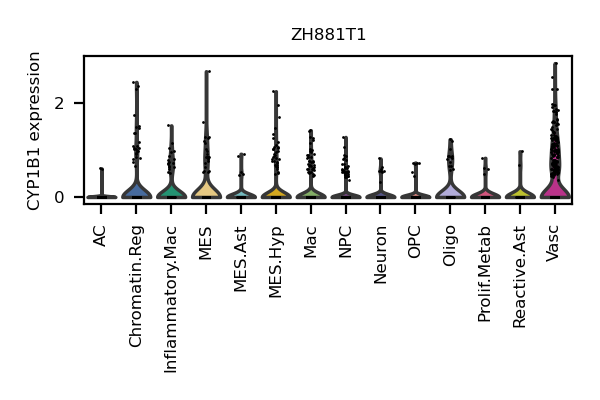 ZH881T1
CYP1B1 expression
2
0
AC
Chromatin.Reg
Inflammatory.Mac
MES
MES.Ast
MES.Hyp
Mac
NPC
Neuron
OPC
Oligo
Prolif.Metab
Reactive.Ast
Vasc